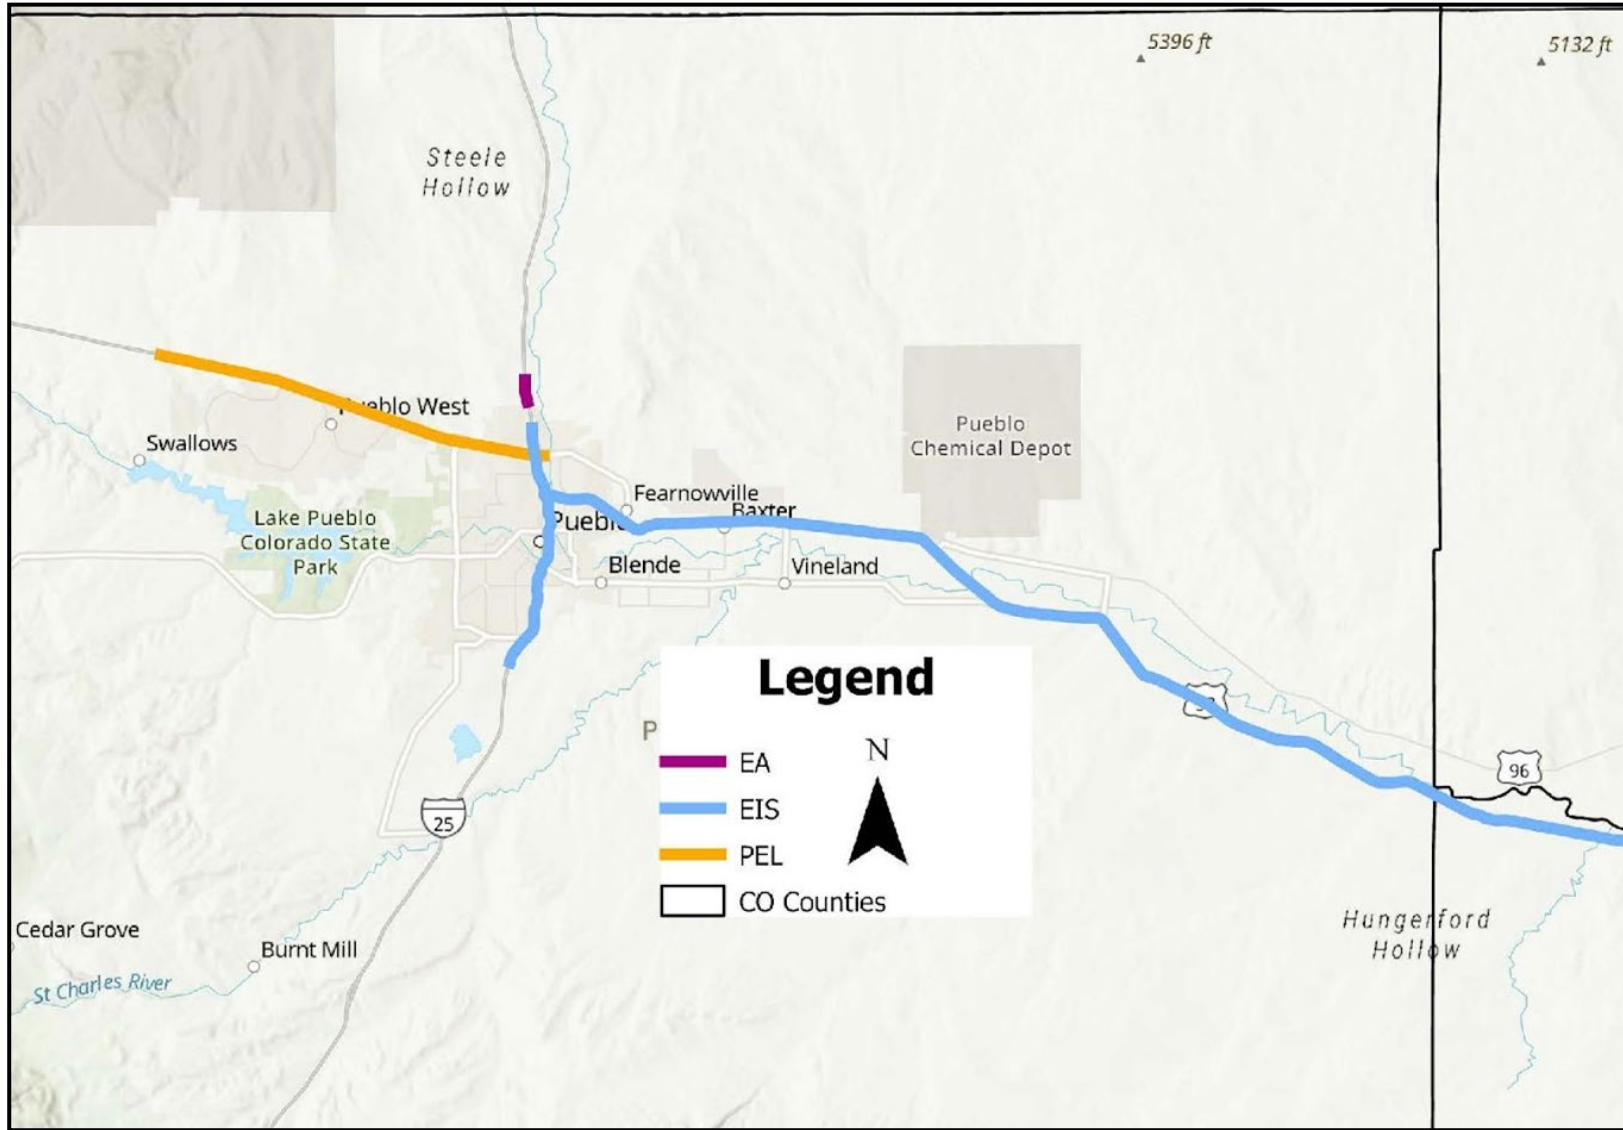 5396 ft
5132 ft
Steele
Hollow
Pueblo West
Swallows
Pueblo
Chemical Depot
Fearnowville
Baxter
Lake Pueblo
Colorado State
Park
Pueblo
Blende
Vineland
Legend
P
N
EA
EIS
PEL
CO Counties
25
96
Cedar Grove
Burnt Mill
Hungerford
Hollow
St Charles River